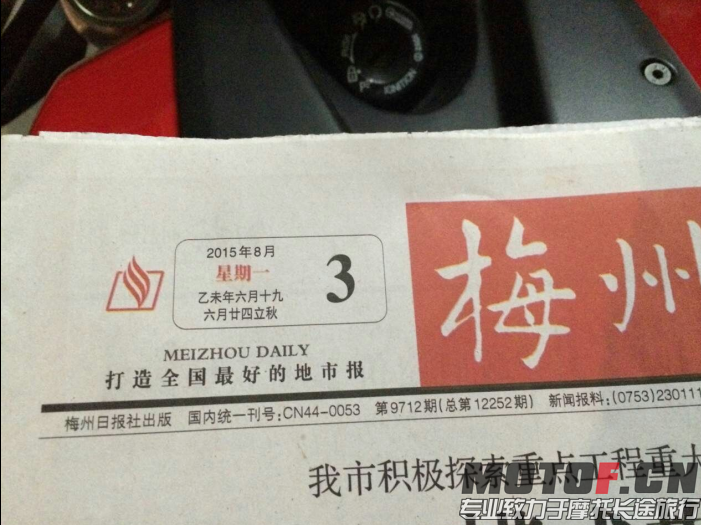 2015年8月
星期一
3
乙未年六月十九
六月廿四立秋
梅州
MEIZHOU DAILY
打造全国最好的地市报
梅州日报社出版 国内统一刊号:CN44-0053 第9712期(总第12252期) 新闻报料:(0753)230111
我市积极探索重点工程重大
MOTOF.CN
专业致力于摩托长途旅行